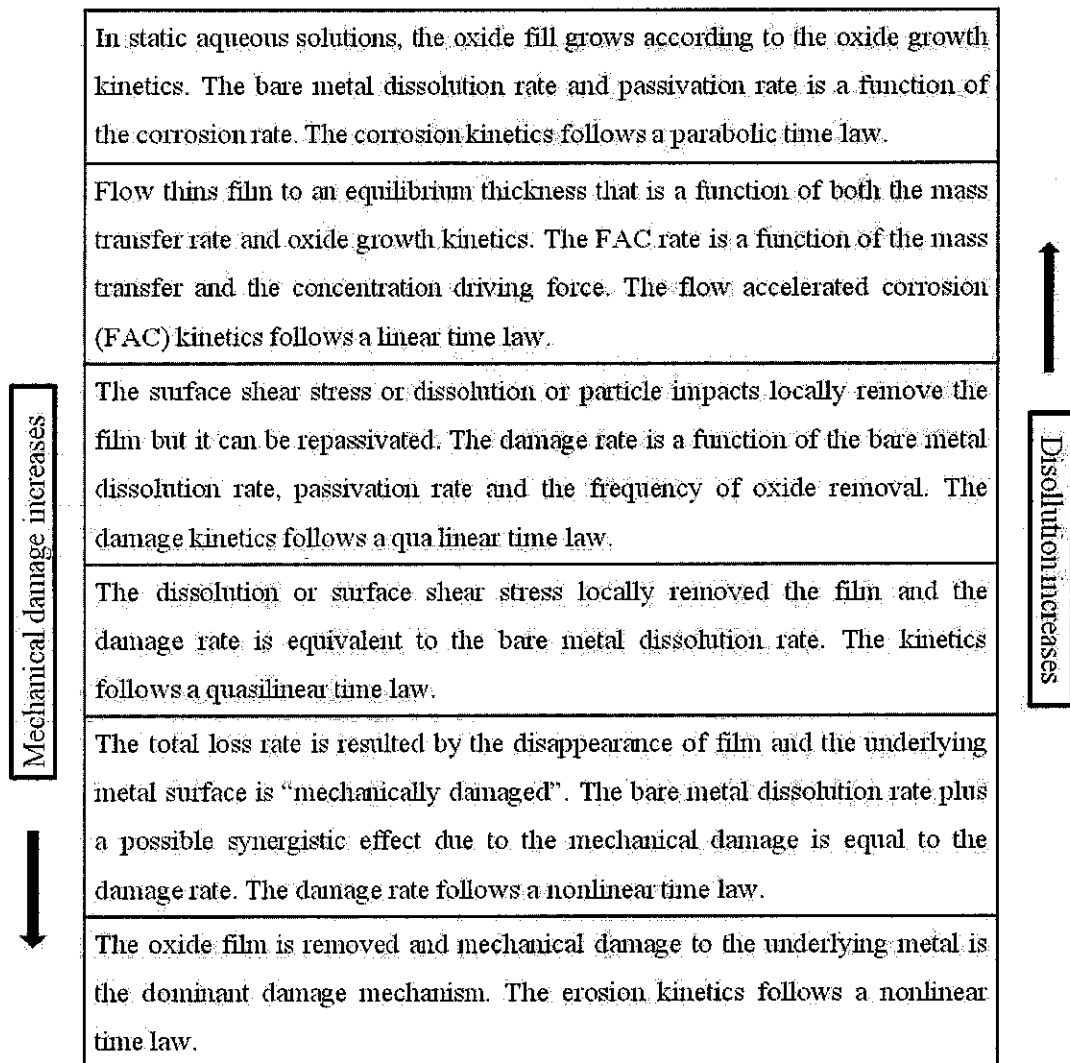 In static aqueous solutions, the oxide fill grows according to the oxide growth
kinetics. The bare metal dissolution rate and passivation rate is a function of
the corrosion rate. The corrosion kinetics follows a parabolic time law.
Flow thins film to an equilibrium thickness that is a function of both the mass
transfer rate and oxide growth kinetics. The FAC rate is a function of the mass
transfer and the concentration driving force. The flow accelerated corrosion
(FAC) kinetics follows a linear time law.
The surface shear stress or dissolution or particle impacts locally remove the
film but it can be repassivated. The damage rate is a function of the bare metal
dissolution rate, passivation rate and the frequency of oxide removal. The
damage kinetics follows a qua linear time law.
The dissolution or surface shear stress locally removed the film and the
damage rate is equivalent to the bare metal dissolution rate. The kinetics
follows a quasilinear time law.
The total loss rate is resulted by the disappearance of film and the underlying
metal surface is “mechanically damaged”. The bare metal dissolution rate plus
a possible synergistic effect due to the mechanical damage is equal to the
damage rate. The damage rate follows a nonlinear time law.
The oxide film is removed and mechanical damage to the underlying metal is
the dominant damage mechanism. The erosion kinetics follows a nonlinear
time law.
Mechanical damage increases
Disollution increases